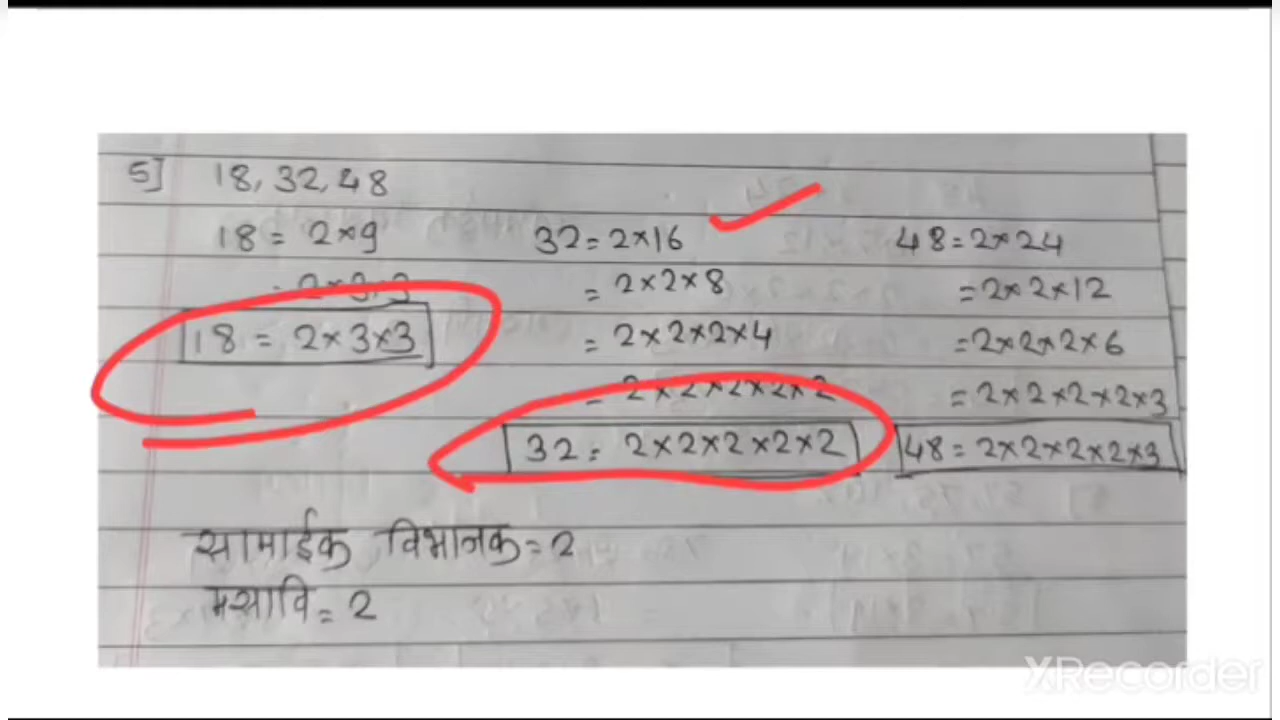 5] 18, 32, 48
18 = 2×9 32 = 2×16 48 = 2×24
= 2×3×3 = 2×2×8 = 2×2×12
18 = 2×3×3 = 2×2×2×4 = 2×2×2×6
= 2×2×2×2×2 = 2×2×2×2×3
32 = 2×2×2×2×2 48 = 2×2×2×2×3
सामाईक विभाजक = 2
मसावि = 2
XRecorder